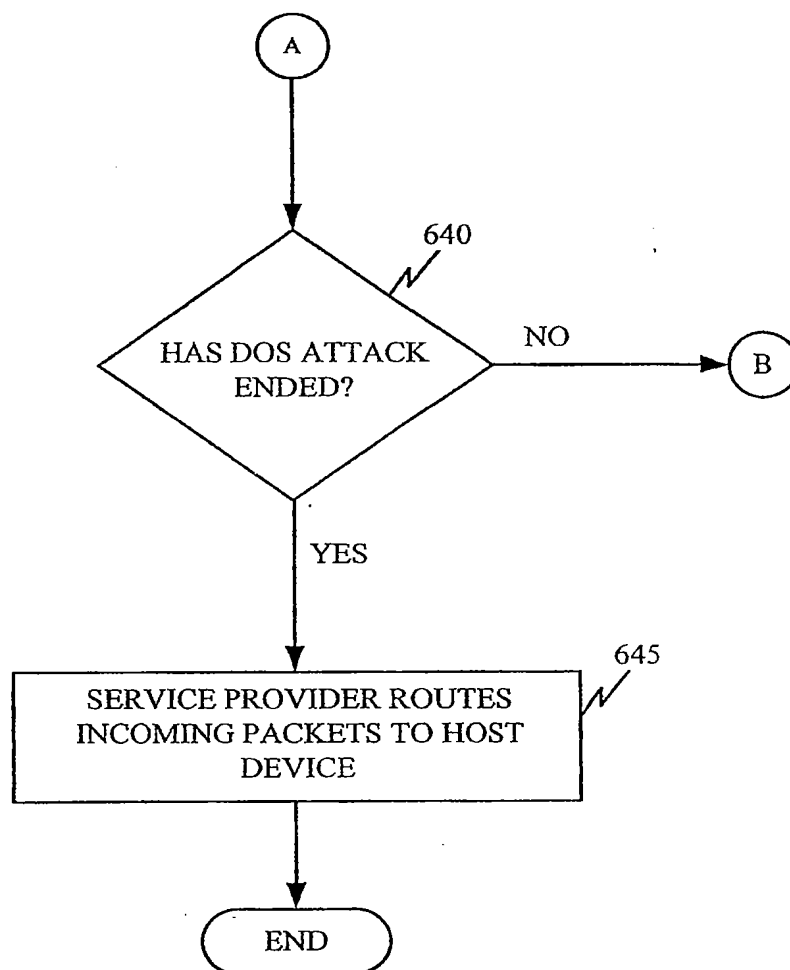 A
640
HAS DOS ATTACK
ENDED?
NO
B
YES
645
SERVICE PROVIDER ROUTES
INCOMING PACKETS TO HOST
DEVICE
END